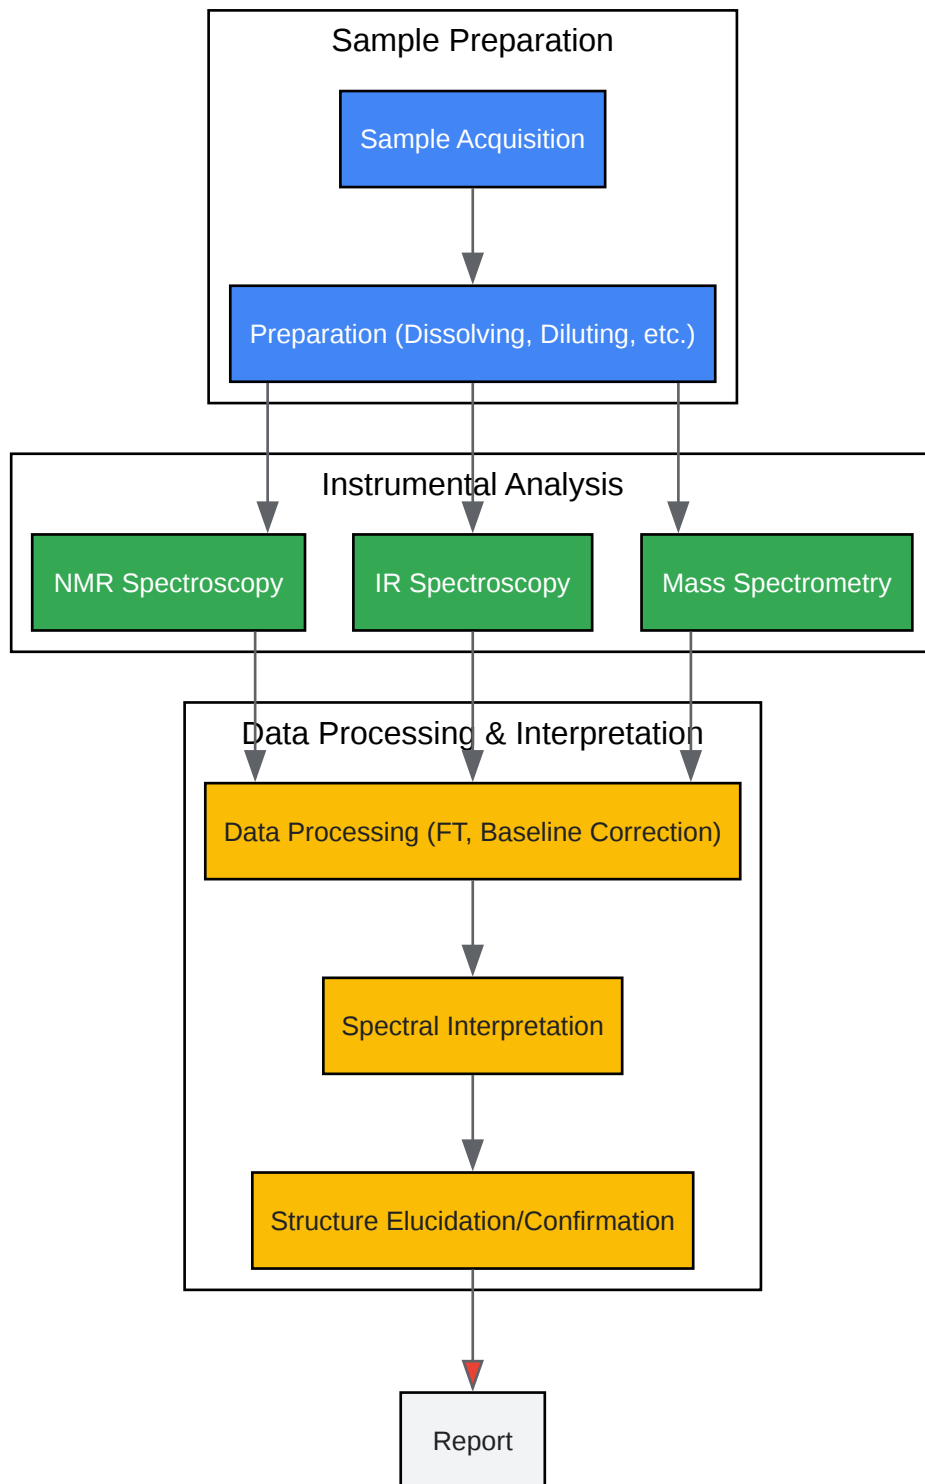 Sample Preparation
Sample Acquisition
Preparation (Dissolving, Diluting, etc.)
Instrumental Analysis
NMR Spectroscopy
IR Spectroscopy
Mass Spectrometry
Data Processing & Interpretation
Data Processing (FT, Baseline Correction)
Spectral Interpretation
Structure Elucidation/Confirmation
Report